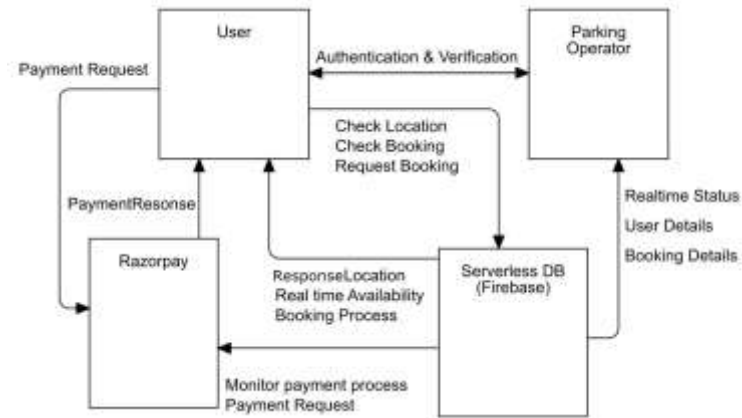 User
Parking
Operator
Payment Request
Authentication & Verification
Check Location
Check Booking
Request Booking
PaymentResonse
Realtime Status
User Details
Booking Details
Razorpay
ResponseLocation
Real time Availability
Booking Process
Serverless DB
(Firebase)
Monitor payment process
Payment Request